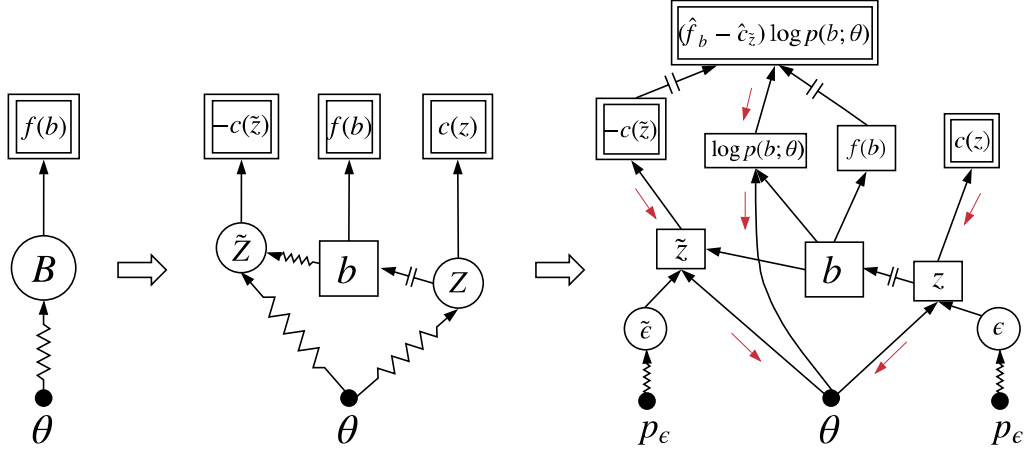 f(b)
B
θ
−c(z̃)
f(b)
c(z)
Z̃
b
Z
θ
(f̂_b − ĉ_z̃) log p(b; θ)
−c(z̃)
log p(b; θ)
f(b)
c(z)
z̃
b
z
ϵ̃
ϵ
p_ϵ
θ
p_ϵ